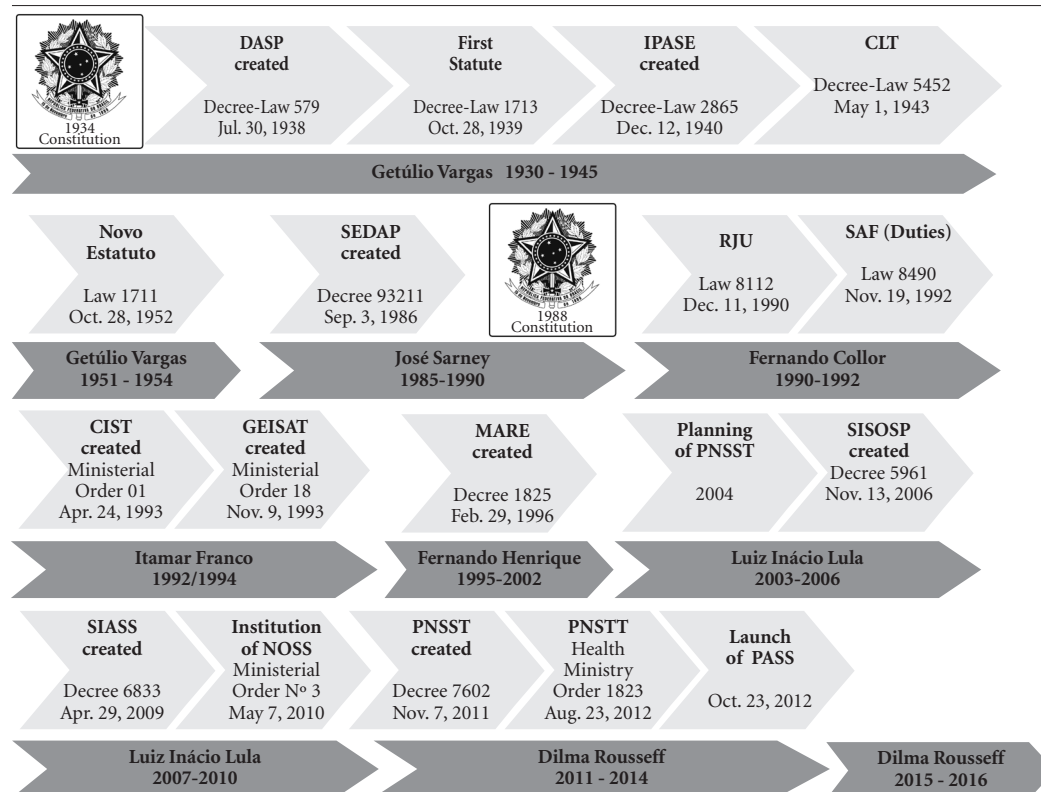 1934
Constitution
DASP
created
Decree-Law 579
Jul. 30, 1938
First
Statute
Decree-Law 1713
Oct. 28, 1939
IPASE
created
Decree-Law 2865
Dec. 12, 1940
CLT
Decree-Law 5452
May 1, 1943
Getúlio Vargas 1930 - 1945
Novo
Estatuto
Law 1711
Oct. 28, 1952
SEDAP
created
Decree 93211
Sep. 3, 1986
1988
Constitution
RJU
Law 8112
Dec. 11, 1990
SAF (Duties)
Law 8490
Nov. 19, 1992
Getúlio Vargas
1951 - 1954
José Sarney
1985-1990
Fernando Collor
1990-1992
CIST
created
Ministerial
Order 01
Apr. 24, 1993
GEISAT
created
Ministerial
Order 18
Nov. 9, 1993
MARE
created
Decree 1825
Feb. 29, 1996
Planning
of PNSST
2004
SISOSP
created
Decree 5961
Nov. 13, 2006
Itamar Franco
1992/1994
Fernando Henrique
1995-2002
Luiz Inácio Lula
2003-2006
SIASS
created
Decree 6833
Apr. 29, 2009
Institution
of NOSS
Ministerial
Order Nº 3
May 7, 2010
PNSST
created
Decree 7602
Nov. 7, 2011
PNSTT
Health
Ministry
Order 1823
Aug. 23, 2012
Launch
of PASS
Oct. 23, 2012
Luiz Inácio Lula
2007-2010
Dilma Rousseff
2011 - 2014
Dilma Rousseff
2015 - 2016